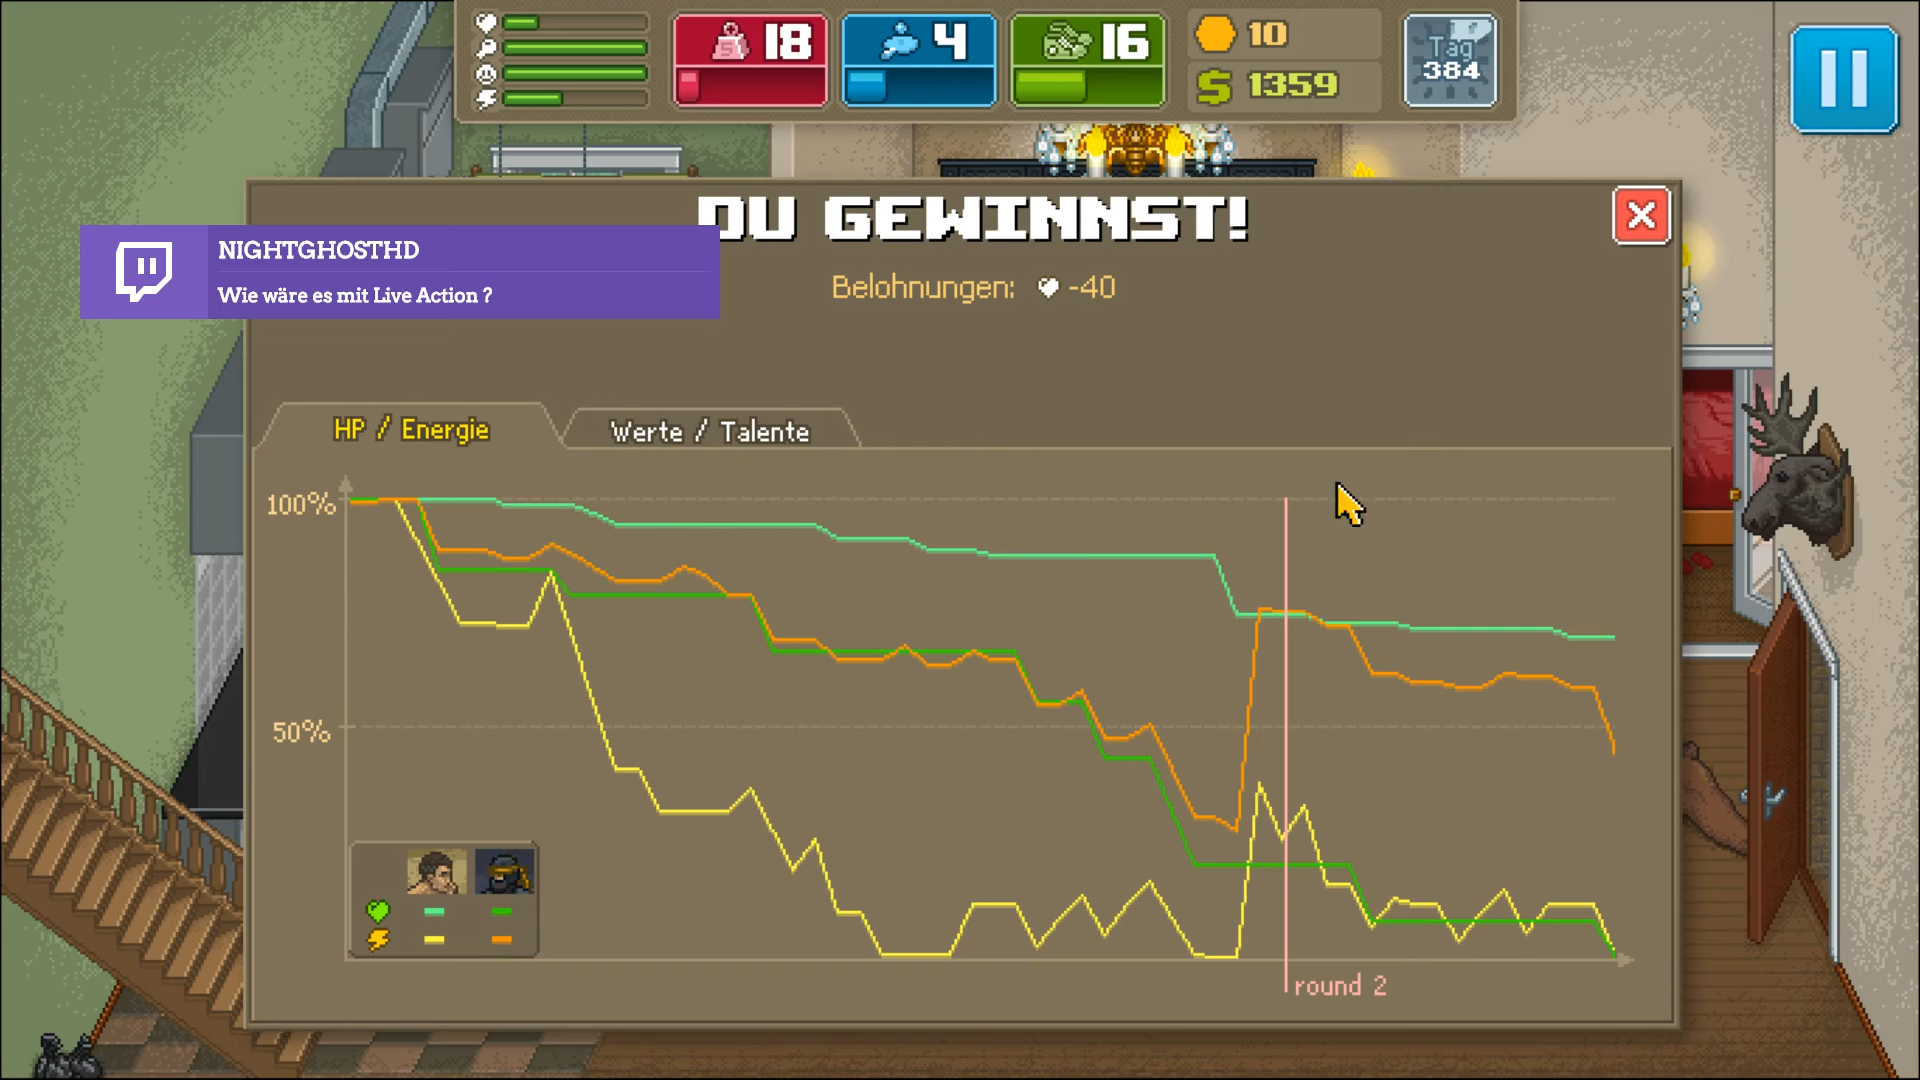 18
4
16
10
1359
Tag
384
DU GEWINNST!
NIGHTGHOSTHD
Wie wäre es mit Live Action ?
Belohnungen: -40
HP / Energie
Werte / Talente
100%
50%
round 2